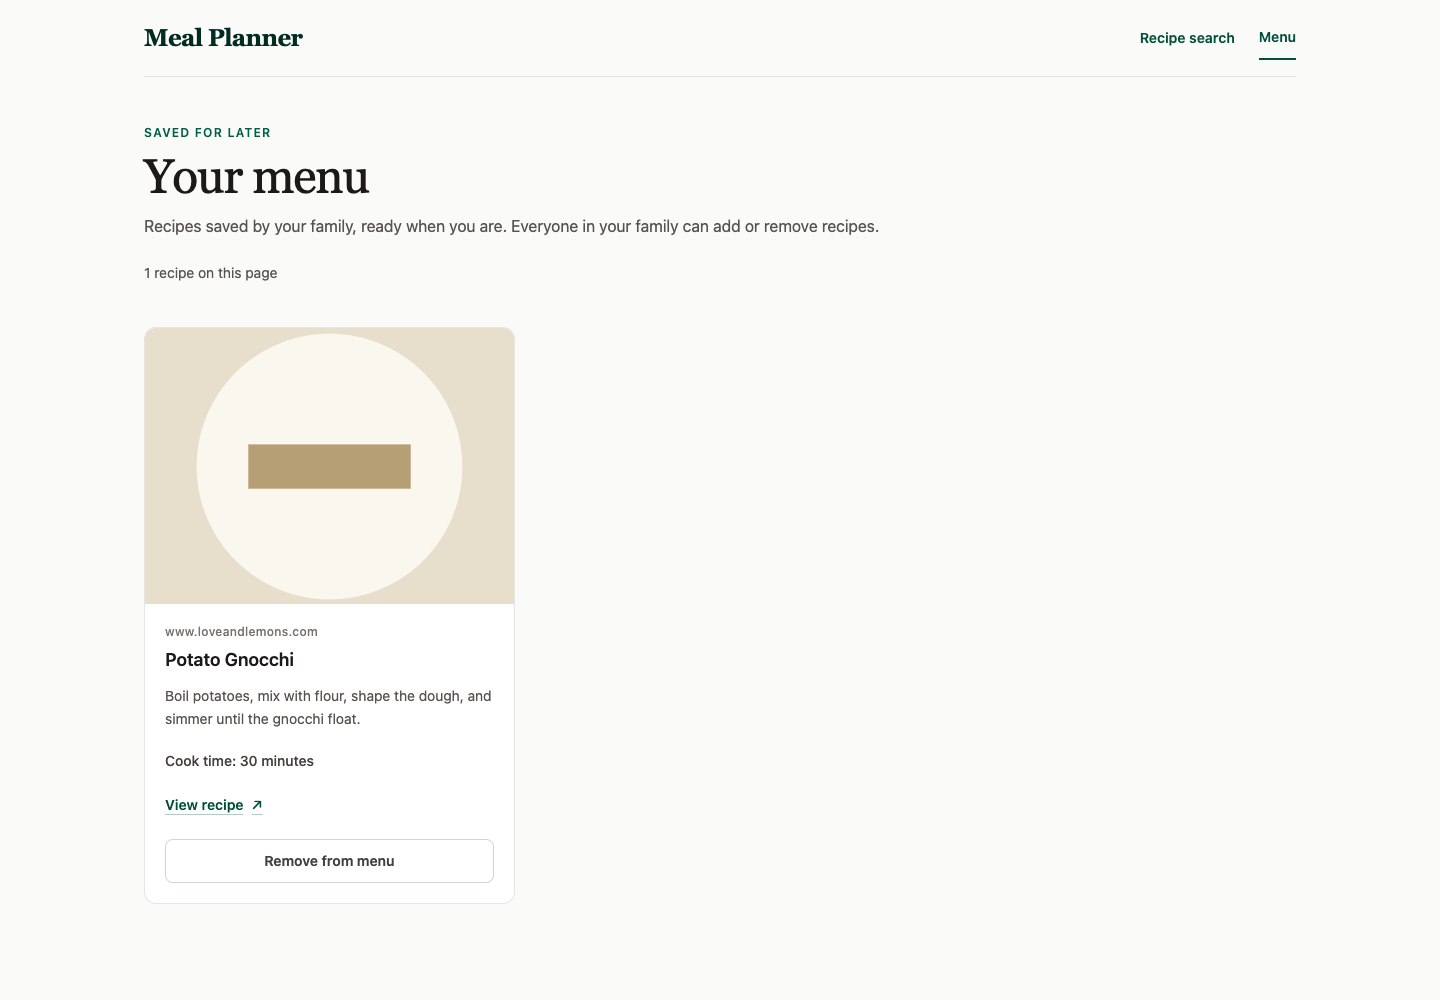 Meal Planner
Recipe search
Menu
SAVED FOR LATER
Your menu
Recipes saved by your family, ready when you are. Everyone in your family can add or remove recipes.
1 recipe on this page
www.loveandlemons.com
Potato Gnocchi
Boil potatoes, mix with flour, shape the dough, and
simmer until the gnocchi float.
Cook time: 30 minutes
View recipe ↗
Remove from menu